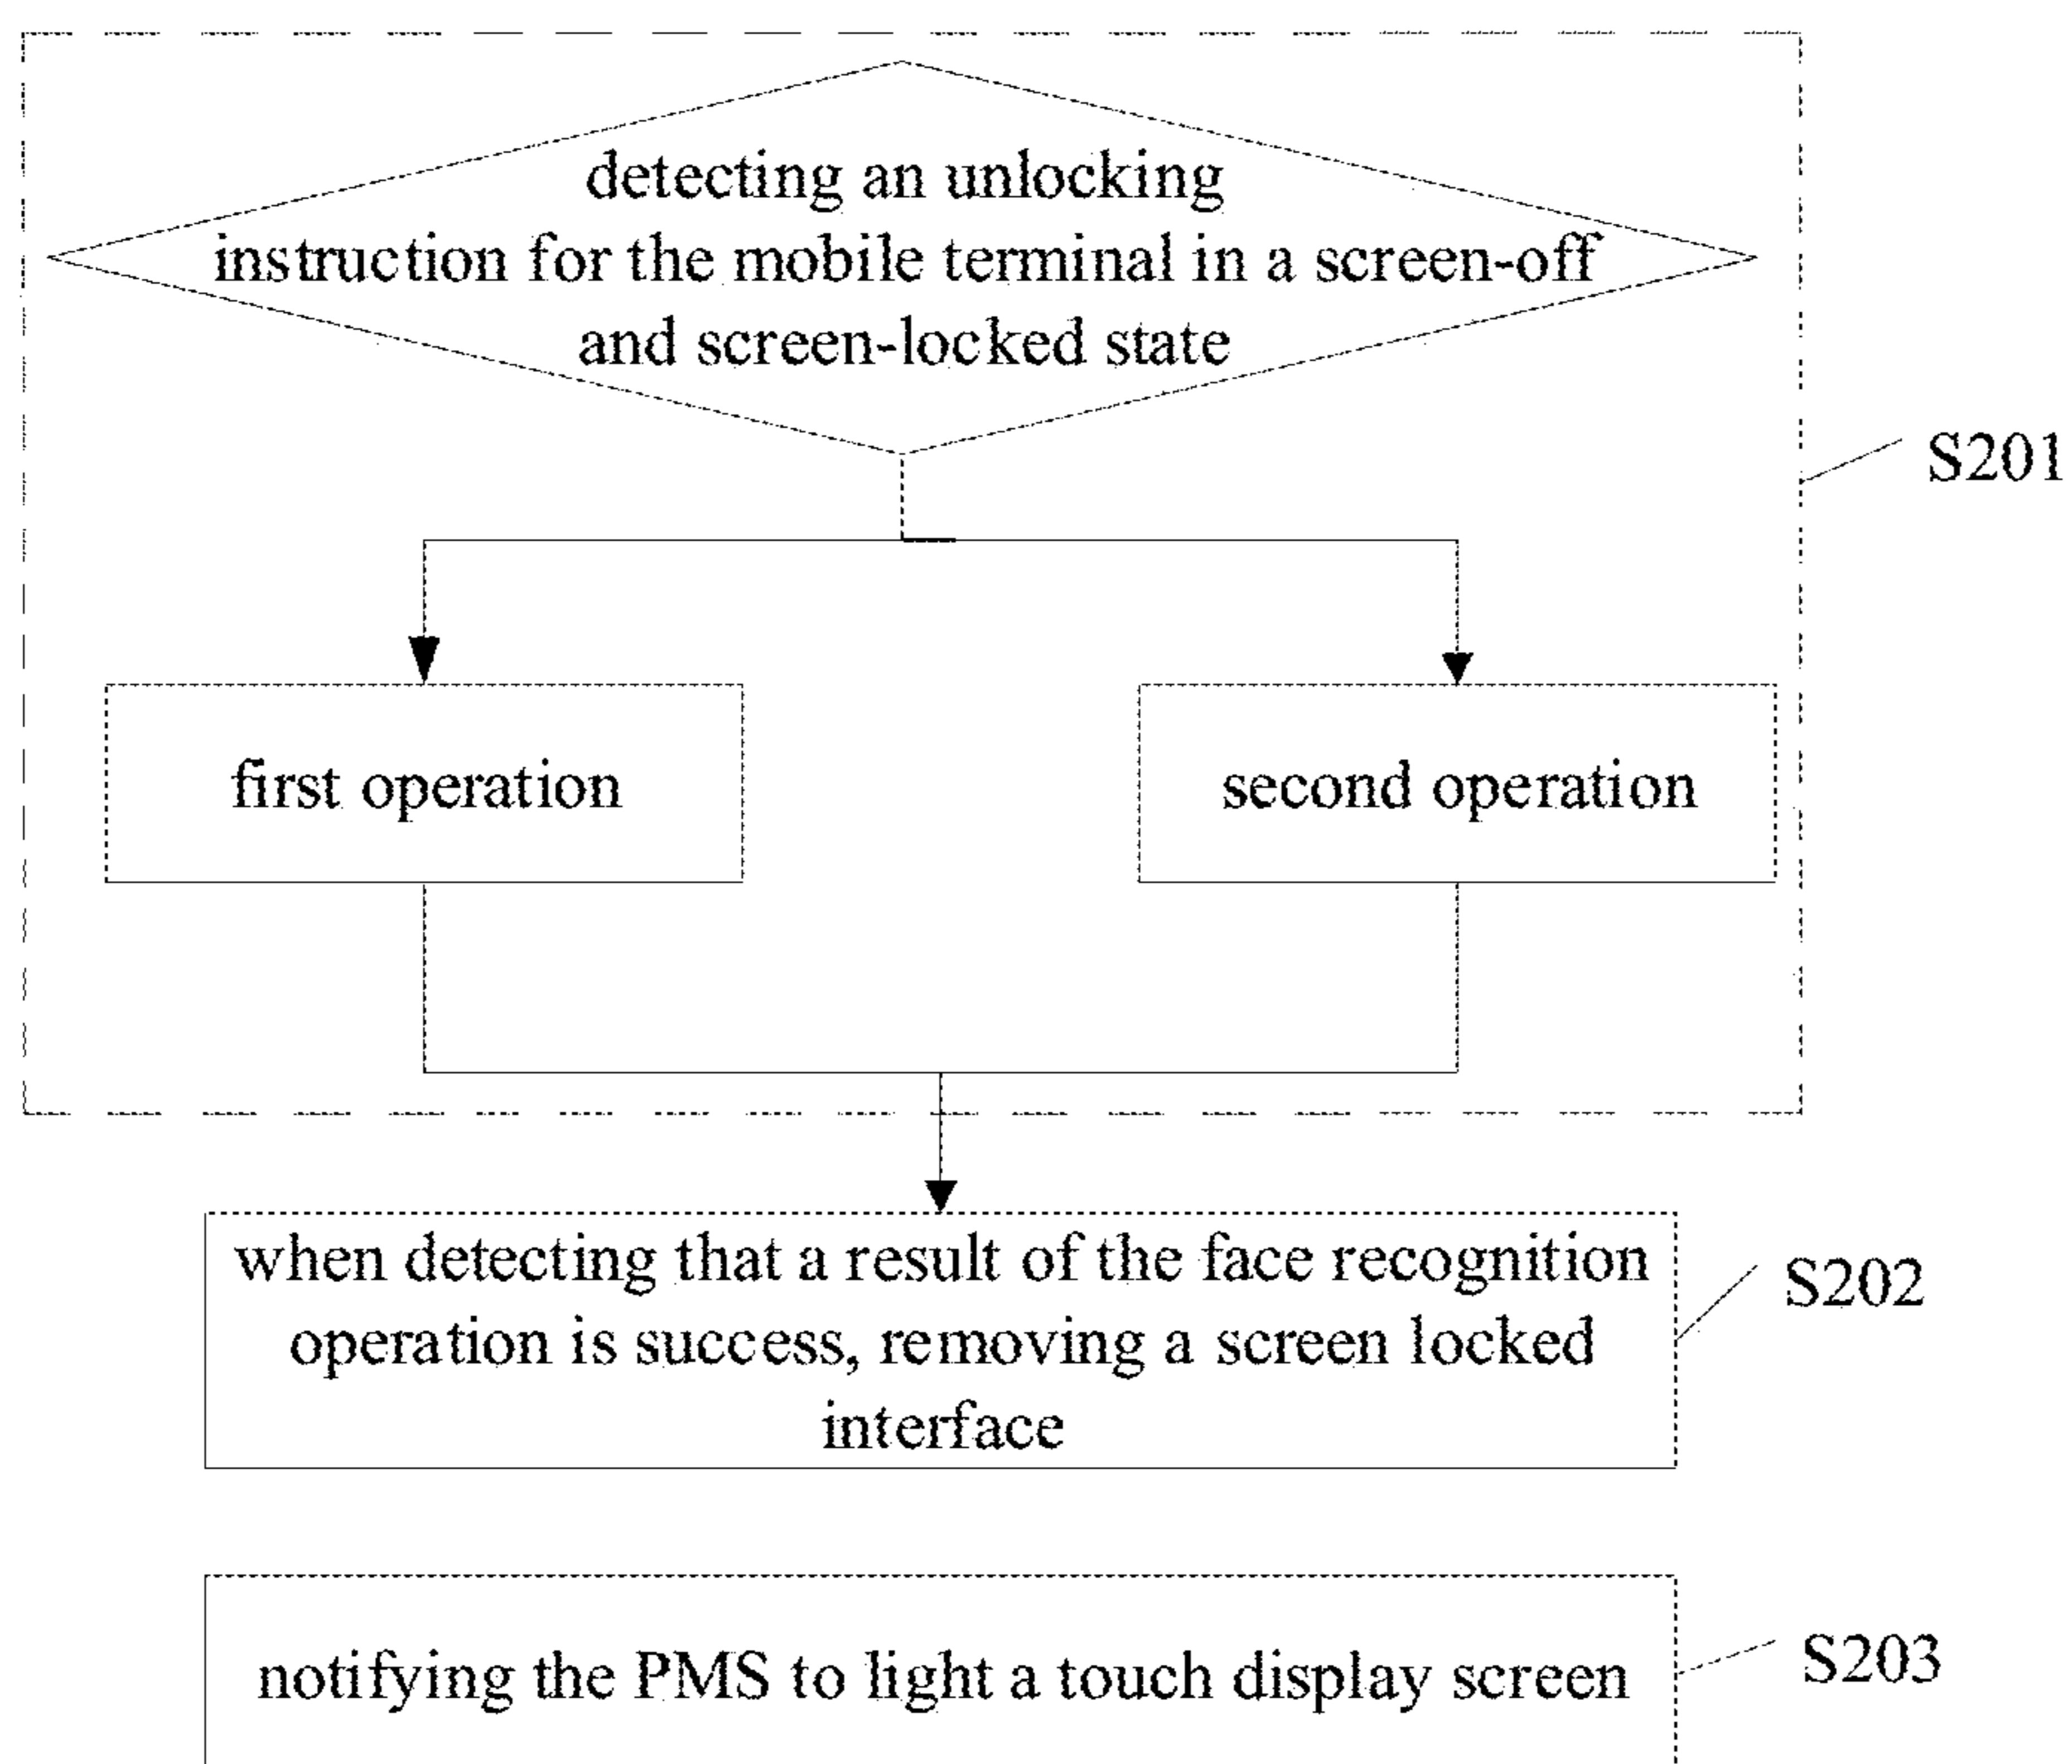 detecting an unlocking
instruction for the mobile terminal in a screen-off
and screen-locked state
S201
first operation
second operation
when detecting that a result of the face recognition
operation is success, removing a screen locked
interface
S202
notifying the PMS to light a touch display screen
S203